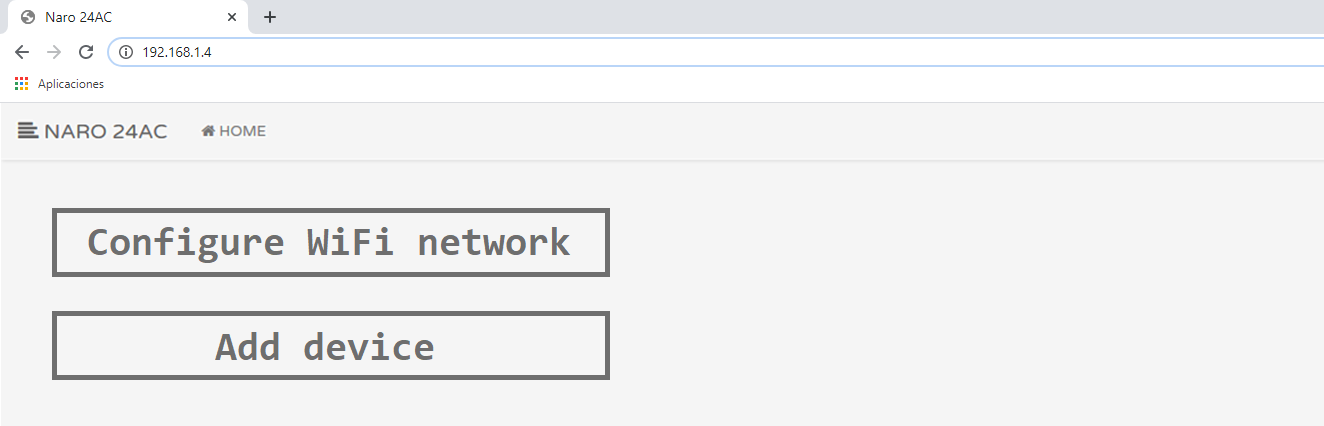 Naro 24AC
192.168.1.4
Aplicaciones
NARO 24AC HOME
Configure WiFi network
Add device